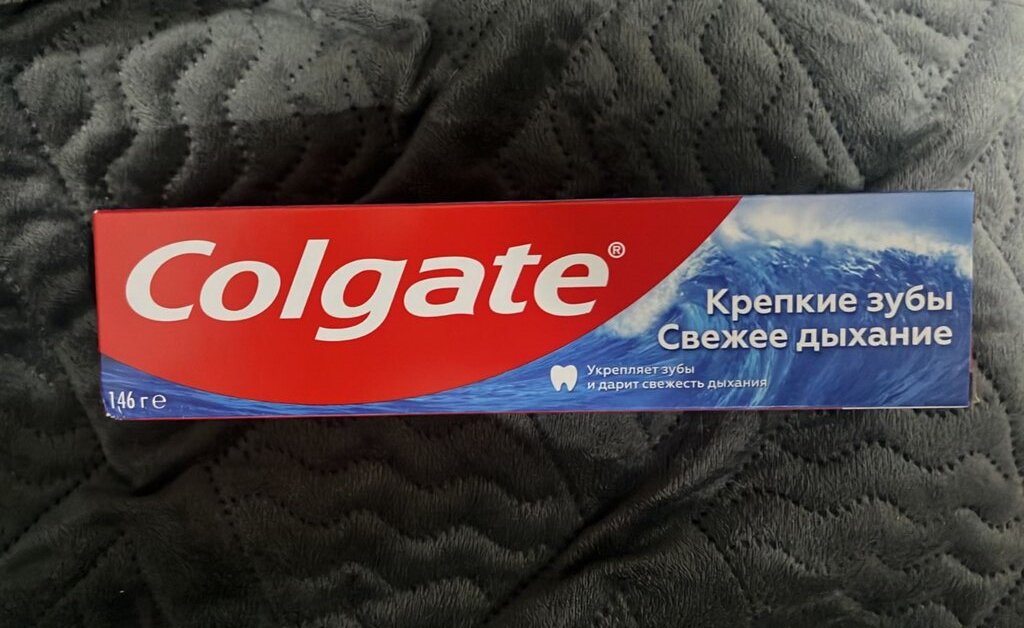 Colgate®
Крепкие зубы
Свежее дыхание
Укрепляет зубы
и дарит свежесть дыхания
146 г ℮